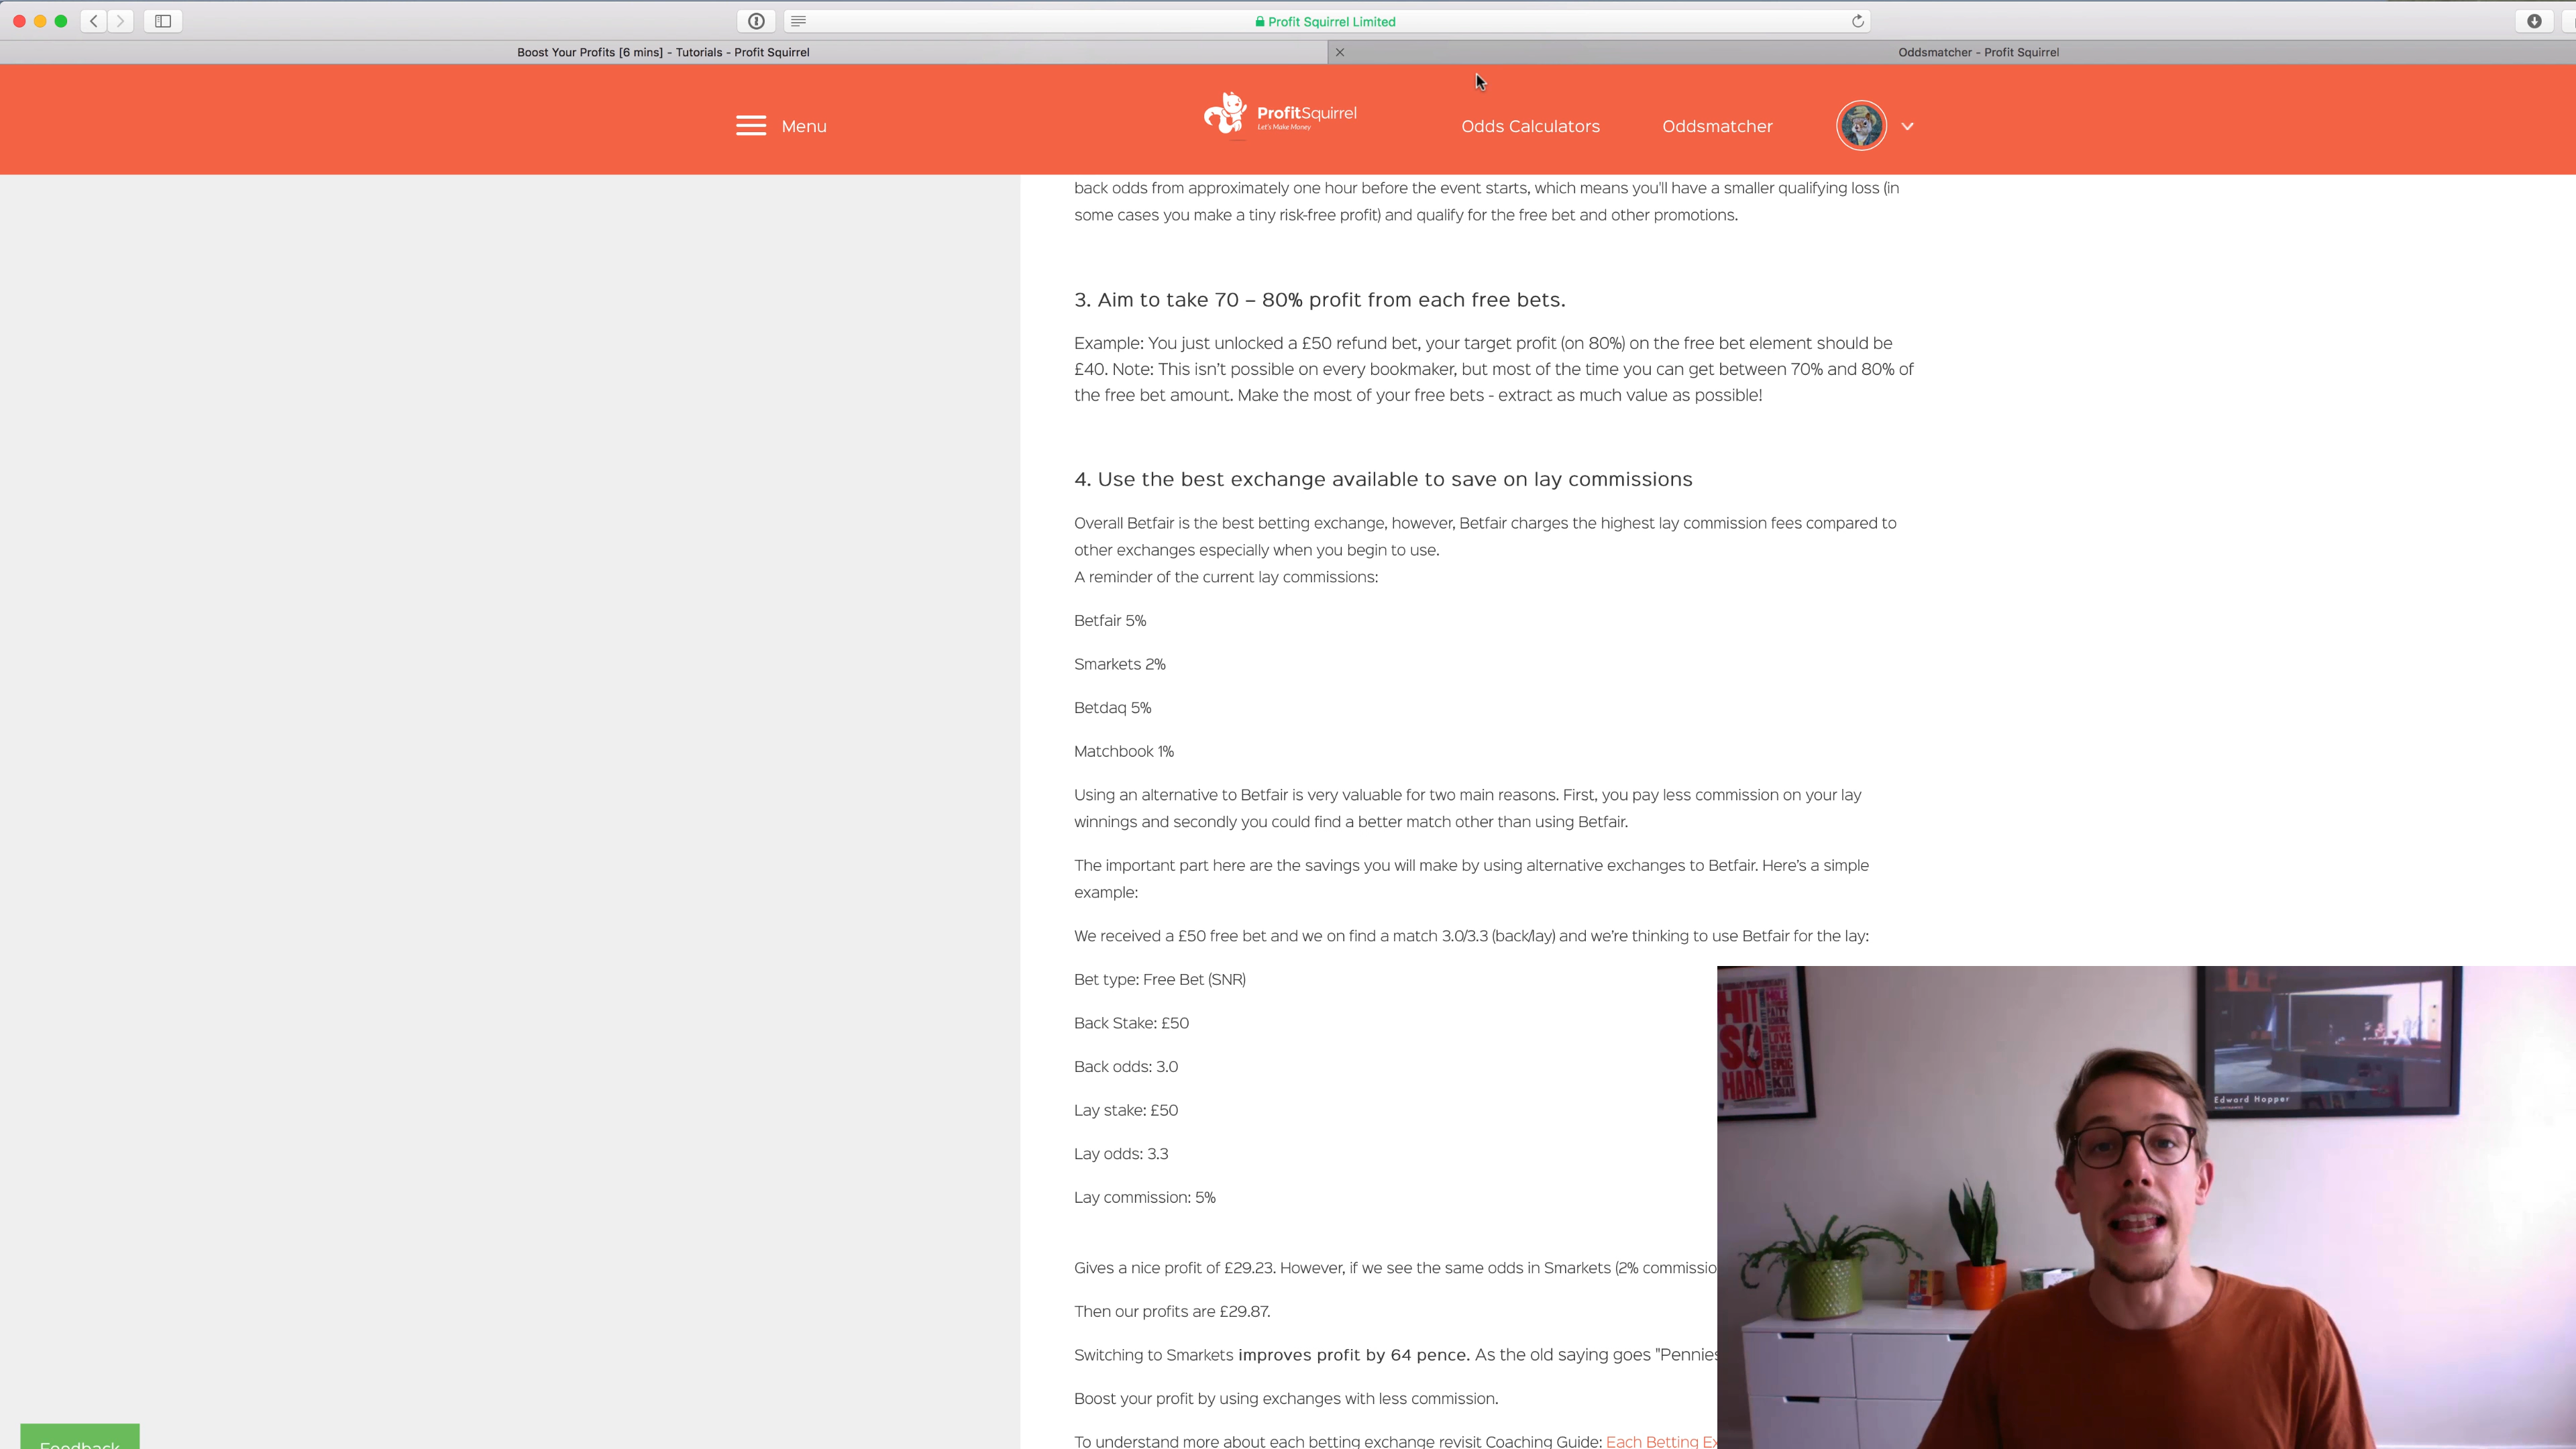 Profit Squirrel Limited
Boost Your Profits [6 mins] - Tutorials - Profit Squirrel
Oddsmatcher - Profit Squirrel
Menu
ProfitSquirrel
Let's Make Money
Odds Calculators
Oddsmatcher
back odds from approximately one hour before the event starts, which means you'll have a smaller qualifying loss (in
some cases you make a tiny risk-free profit) and qualify for the free bet and other promotions.
3. Aim to take 70 – 80% profit from each free bets.
Example: You just unlocked a £50 refund bet, your target profit (on 80%) on the free bet element should be
£40. Note: This isn't possible on every bookmaker, but most of the time you can get between 70% and 80% of
the free bet amount. Make the most of your free bets - extract as much value as possible!
4. Use the best exchange available to save on lay commissions
Overall Betfair is the best betting exchange, however, Betfair charges the highest lay commission fees compared to
other exchanges especially when you begin to use.
A reminder of the current lay commissions:
Betfair 5%
Smarkets 2%
Betdaq 5%
Matchbook 1%
Using an alternative to Betfair is very valuable for two main reasons. First, you pay less commission on your lay
winnings and secondly you could find a better match other than using Betfair.
The important part here are the savings you will make by using alternative exchanges to Betfair. Here's a simple
example:
We received a £50 free bet and we on find a match 3.0/3.3 (back/lay) and we're thinking to use Betfair for the lay:
Bet type: Free Bet (SNR)
Back Stake: £50
Back odds: 3.0
Lay stake: £50
Lay odds: 3.3
Lay commission: 5%
Gives a nice profit of £29.23. However, if we see the same odds in Smarkets (2% commissio
Then our profits are £29.87.
Switching to Smarkets improves profit by 64 pence. As the old saying goes "Pennies
Boost your profit by using exchanges with less commission.
To understand more about each betting exchange revisit Coaching Guide: Each Betting Ex
Feedback
HIT
SO
HARD
Edward Hopper